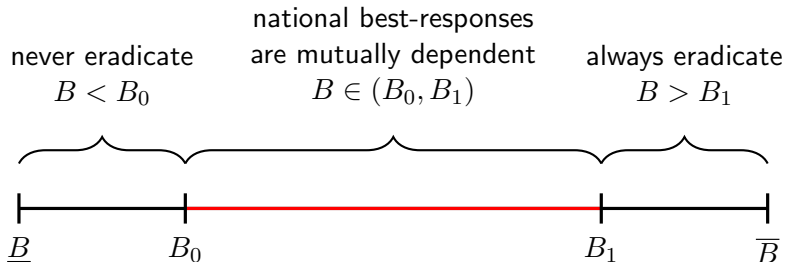 national best-responses
are mutually dependent
B ∈ (B₀, B₁)
never eradicate
B < B₀
always eradicate
B > B₁
B̲ B₀ B₁ B̅